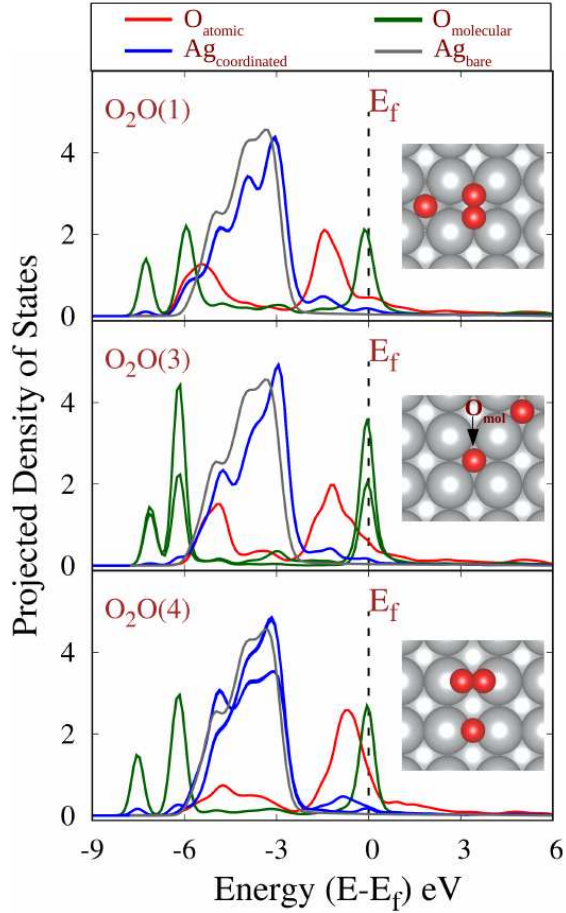 O_atomic O_molecular
Ag_coordinated Ag_bare
Projected Density of States
O₂O(1) E_f
4
2
0
O₂O(3) E_f
O_mol
4
2
0
O₂O(4) E_f
4
2
0
-9 -6 -3 0 3 6
Energy (E-E_f) eV